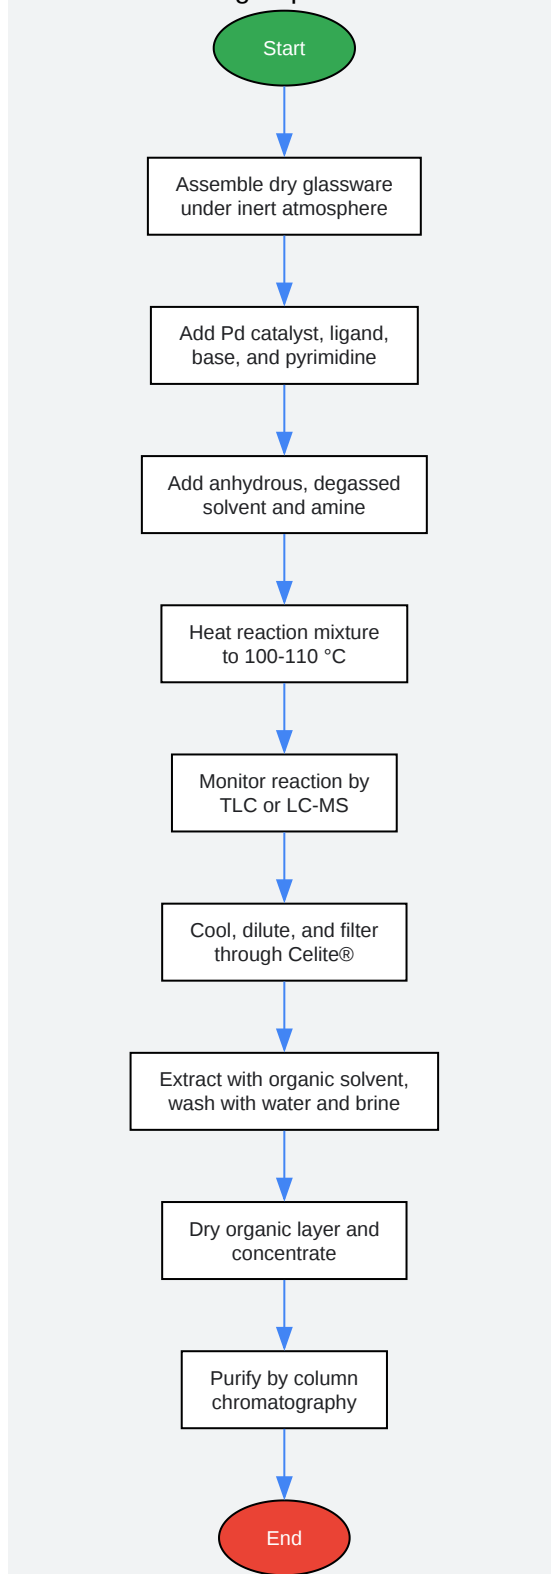 Start
Assemble dry glassware
under inert atmosphere
Add Pd catalyst, ligand,
base, and pyrimidine
Add anhydrous, degassed
solvent and amine
Heat reaction mixture
to 100-110 °C
Monitor reaction by
TLC or LC-MS
Cool, dilute, and filter
through Celite®
Extract with organic solvent,
wash with water and brine
Dry organic layer and
concentrate
Purify by column
chromatography
End